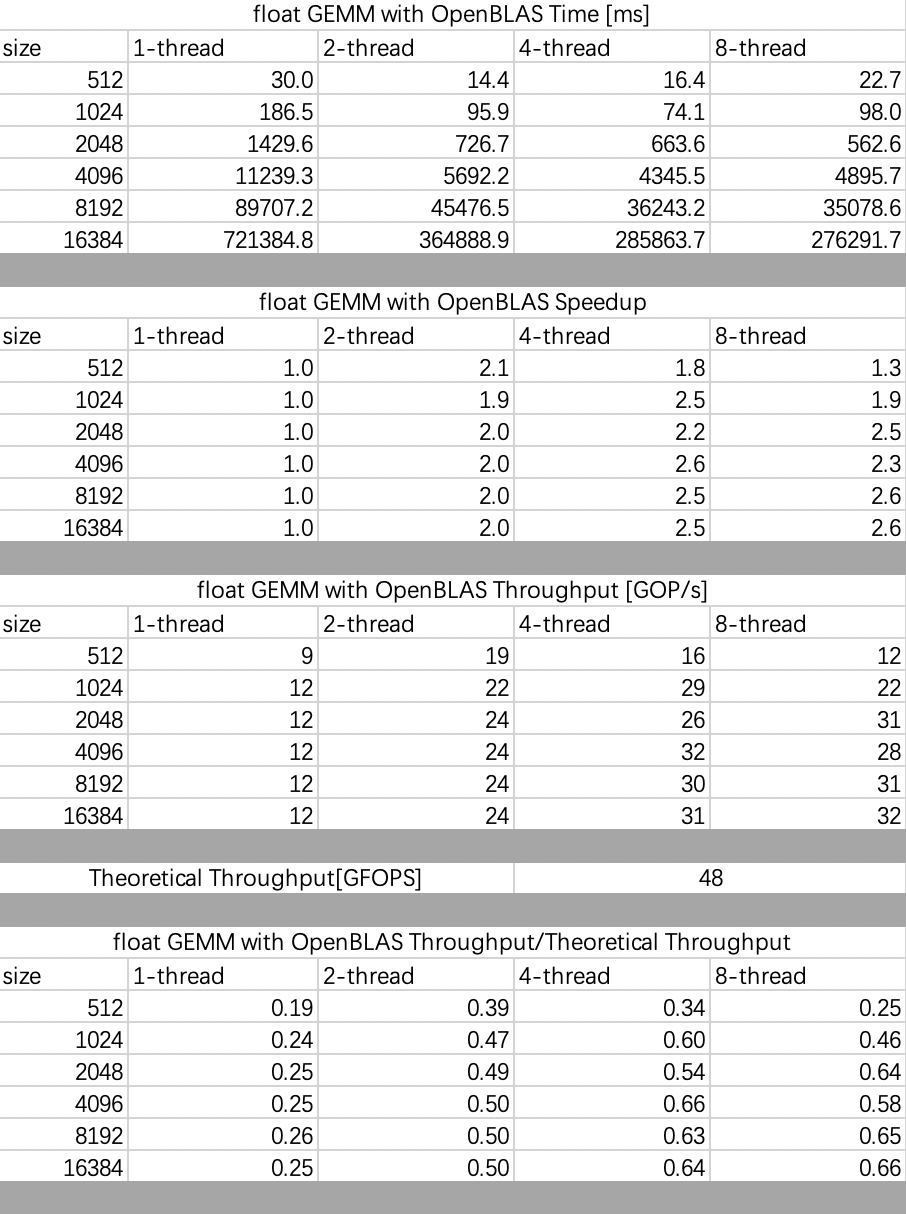 float GEMM with OpenBLAS Time [ms]
size 1-thread 2-thread 4-thread 8-thread
512 30.0 14.4 16.4 22.7
1024 186.5 95.9 74.1 98.0
2048 1429.6 726.7 663.6 562.6
4096 11239.3 5692.2 4345.5 4895.7
8192 89707.2 45476.5 36243.2 35078.6
16384 721384.8 364888.9 285863.7 276291.7
float GEMM with OpenBLAS Speedup
size 1-thread 2-thread 4-thread 8-thread
512 1.0 2.1 1.8 1.3
1024 1.0 1.9 2.5 1.9
2048 1.0 2.0 2.2 2.5
4096 1.0 2.0 2.6 2.3
8192 1.0 2.0 2.5 2.6
16384 1.0 2.0 2.5 2.6
float GEMM with OpenBLAS Throughput [GOP/s]
size 1-thread 2-thread 4-thread 8-thread
512 9 19 16 12
1024 12 22 29 22
2048 12 24 26 31
4096 12 24 32 28
8192 12 24 30 31
16384 12 24 31 32
Theoretical Throughput[GFOPS] 48
float GEMM with OpenBLAS Throughput/Theoretical Throughput
size 1-thread 2-thread 4-thread 8-thread
512 0.19 0.39 0.34 0.25
1024 0.24 0.47 0.60 0.46
2048 0.25 0.49 0.54 0.64
4096 0.25 0.50 0.66 0.58
8192 0.26 0.50 0.63 0.65
16384 0.25 0.50 0.64 0.66